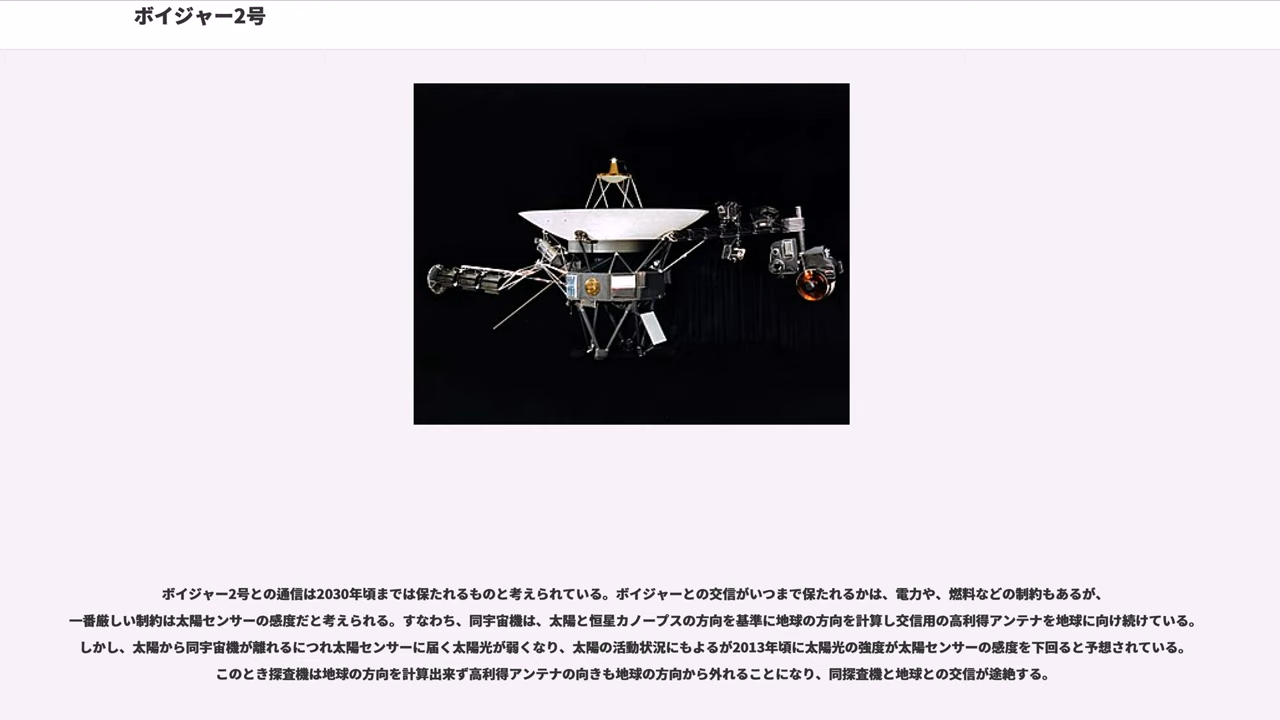 ボイジャー2号
ボイジャー2号との通信は2030年頃までは保たれるものと考えられている。ボイジャーとの交信がいつまで保たれるかは、電力や、燃料などの制約もあるが、
一番厳しい制約は太陽センサーの感度だと考えられる。すなわち、同宇宙機は、太陽と恒星カノープスの方向を基準に地球の方向を計算し交信用の高利得アンテナを地球に向け続けている。
しかし、太陽から同宇宙機が離れるにつれ太陽センサーに届く太陽光が弱くなり、太陽の活動状況にもよるが2013年頃に太陽光の強度が太陽センサーの感度を下回ると予想されている。
このとき探査機は地球の方向を計算出来ず高利得アンテナの向きも地球の方向から外れることになり、同探査機と地球との交信が途絶する。